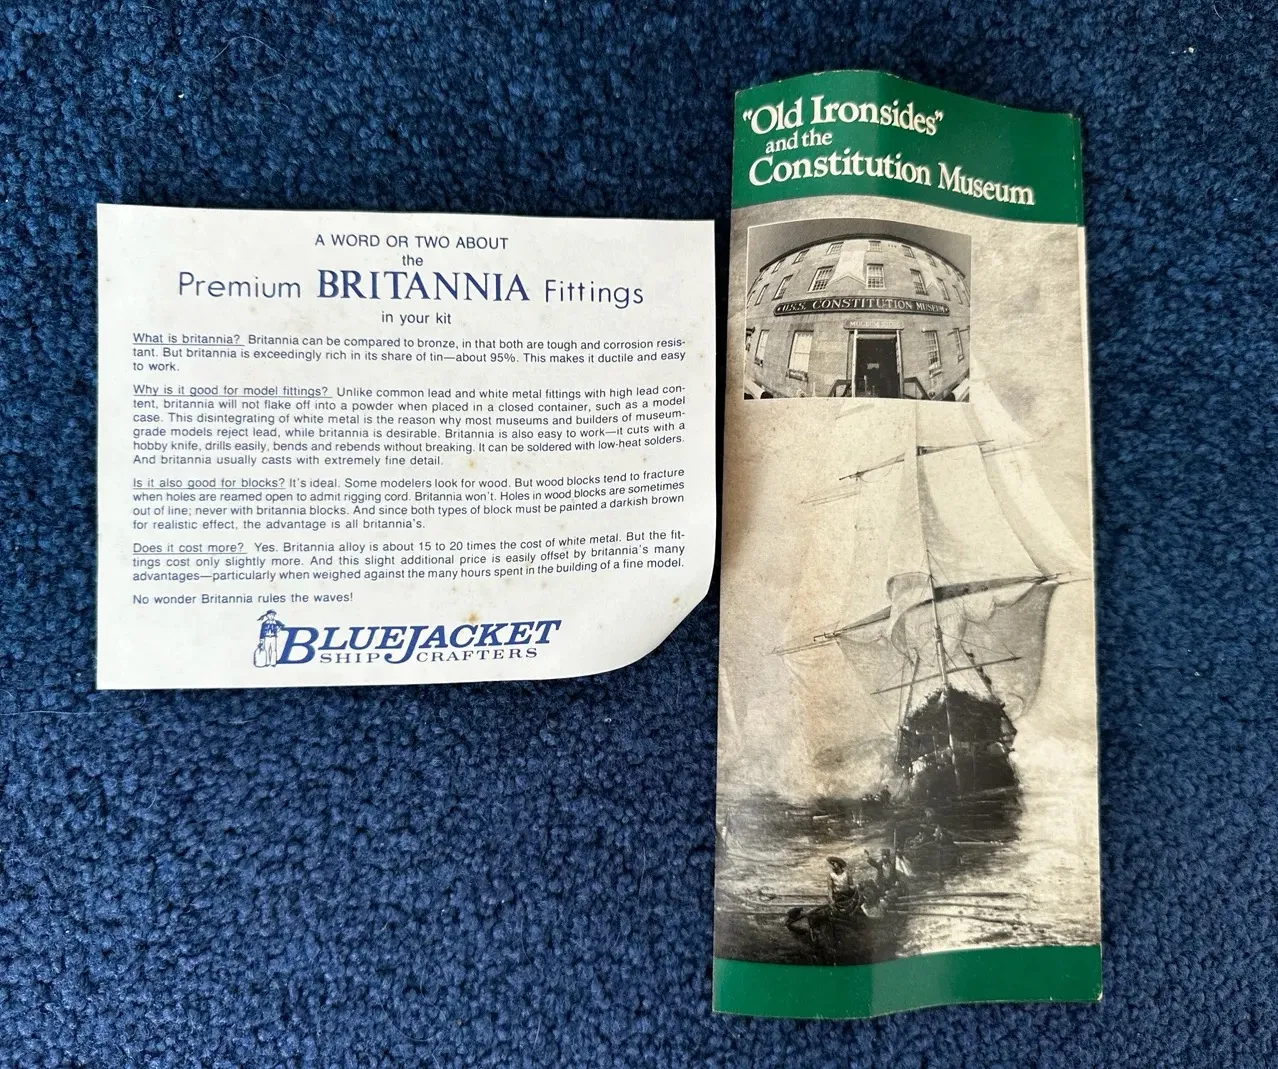 A WORD OR TWO ABOUT
the
Premium BRITANNIA Fittings
in your kit
What is britannia? Britannia can be compared to bronze, in that both are tough and corrosion resis-
tant. But britannia is exceedingly rich in its share of tin—about 95%. This makes it ductile and easy
to work.
Why is it good for model fittings? Unlike common lead and white metal fittings with high lead con-
tent, britannia will not flake off into a powder when placed in a closed container, such as a model
case. This disintegrating of white metal is the reason why most museums and builders of museum-
grade models reject lead, while britannia is desirable. Britannia is also easy to work—it cuts with a
hobby knife, drills easily, bends and rebends without breaking. It can be soldered with low-heat solders.
And britannia usually casts with extremely fine detail.
Is it also good for blocks? It's ideal. Some modelers look for wood. But wood blocks tend to fracture
when holes are reamed open to admit rigging cord. Britannia won't. Holes in wood blocks are sometimes
out of line; never with britannia blocks. And since both types of block must be painted a darkish brown
for realistic effect, the advantage is all britannia's.
Does it cost more? Yes. Britannia alloy is about 15 to 20 times the cost of white metal. But the fit-
tings cost only slightly more. And this slight additional price is easily offset by britannia's many
advantages—particularly when weighed against the many hours spent in the building of a fine model.
No wonder Britannia rules the waves!
BLUEJACKET
SHIP CRAFTERS
"Old Ironsides"
and the
Constitution Museum
U.S.S. CONSTITUTION MUSEUM